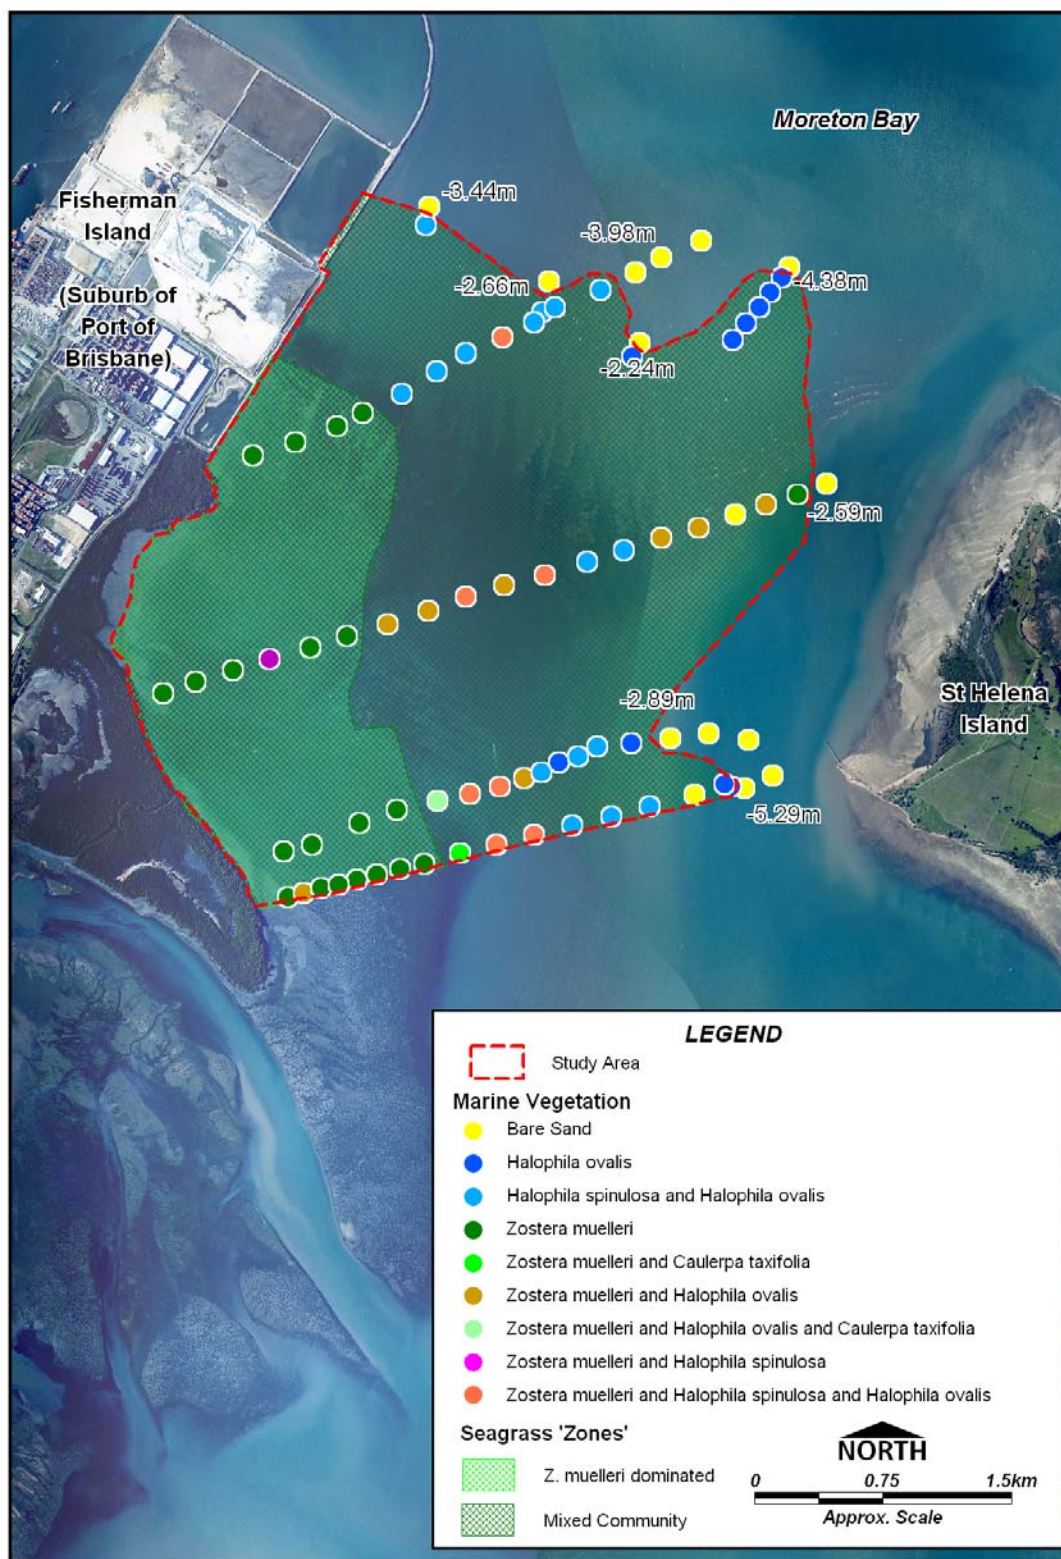 Moreton Bay
Fisherman
Island
(Suburb of
Port of
Brisbane)
-3.44m
-3.98m
-2.66m
-4.38m
-2.24m
-2.59m
St Helena
Island
-2.89m
-5.29m
LEGEND
Study Area
Marine Vegetation
Bare Sand
Halophila ovalis
Halophila spinulosa and Halophila ovalis
Zostera muelleri
Zostera muelleri and Caulerpa taxifolia
Zostera muelleri and Halophila ovalis
Zostera muelleri and Halophila ovalis and Caulerpa taxifolia
Zostera muelleri and Halophila spinulosa
Zostera muelleri and Halophila spinulosa and Halophila ovalis
Seagrass 'Zones'
Z. muelleri dominated
Mixed Community
NORTH
0 0.75 1.5km
Approx. Scale